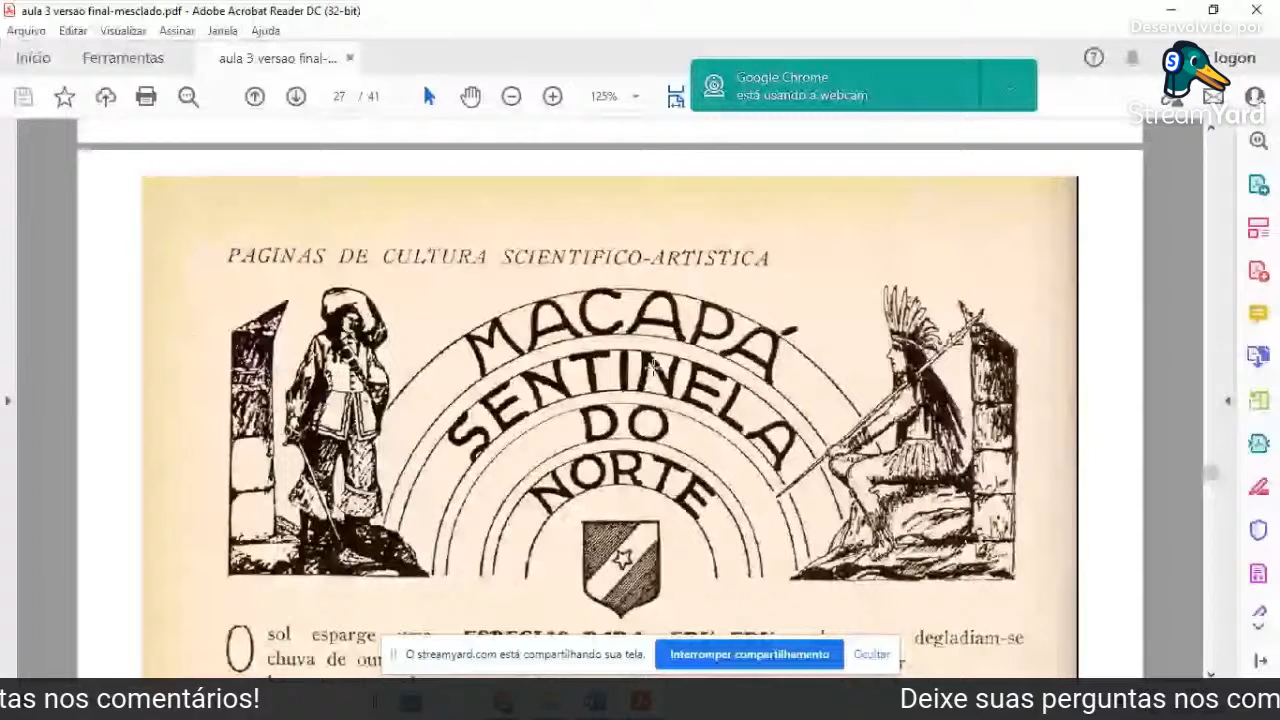 aula 3 versao final-mesclado.pdf - Adobe Acrobat Reader DC (32-bit)
Arquivo Editar Visualizar Assinar Janela Ajuda
Desenvolvido por
Início Ferramentas aula 3 versao final-...
logon
27 / 41
125%
Google Chrome
está usando a webcam
StreamYard
PAGINAS DE CULTURA SCIENTIFICO-ARTISTICA
MACAPÁ
SENTINELA
DO
NORTE
O sol esparge
degladiam-se
chuva de
O streamyard.com está compartilhando sua tela.
Interromper compartilhamento
Ocultar
tas nos comentários!
Deixe suas perguntas nos com